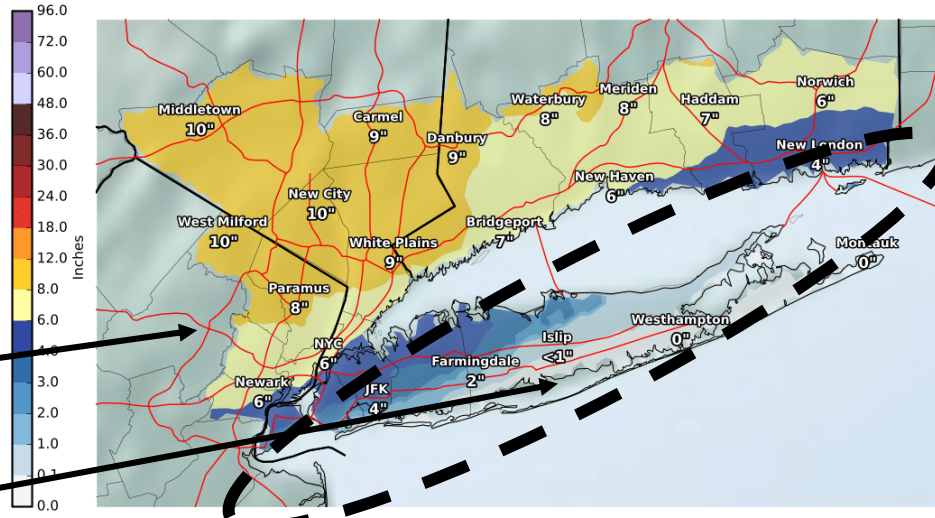 96.0
72.0
60.0
48.0
36.0
30.0
24.0
18.0
12.0
8.0
6.0
4.0
3.0
2.0
1.0
0.1
0.0
Inches
Middletown
10"
Carmel
9"
Danbury
9"
Waterbury
8"
Meriden
8"
Haddam
7"
Norwich
6"
New London
4"
New City
10"
New Haven
6"
West Milford
10"
White Plains
9"
Bridgeport
7"
Montauk
0"
Paramus
8"
NYC
6"
Newark
6"
JFK
4"
Farmingdale
2"
Islip
<1"
Westhampton
0"